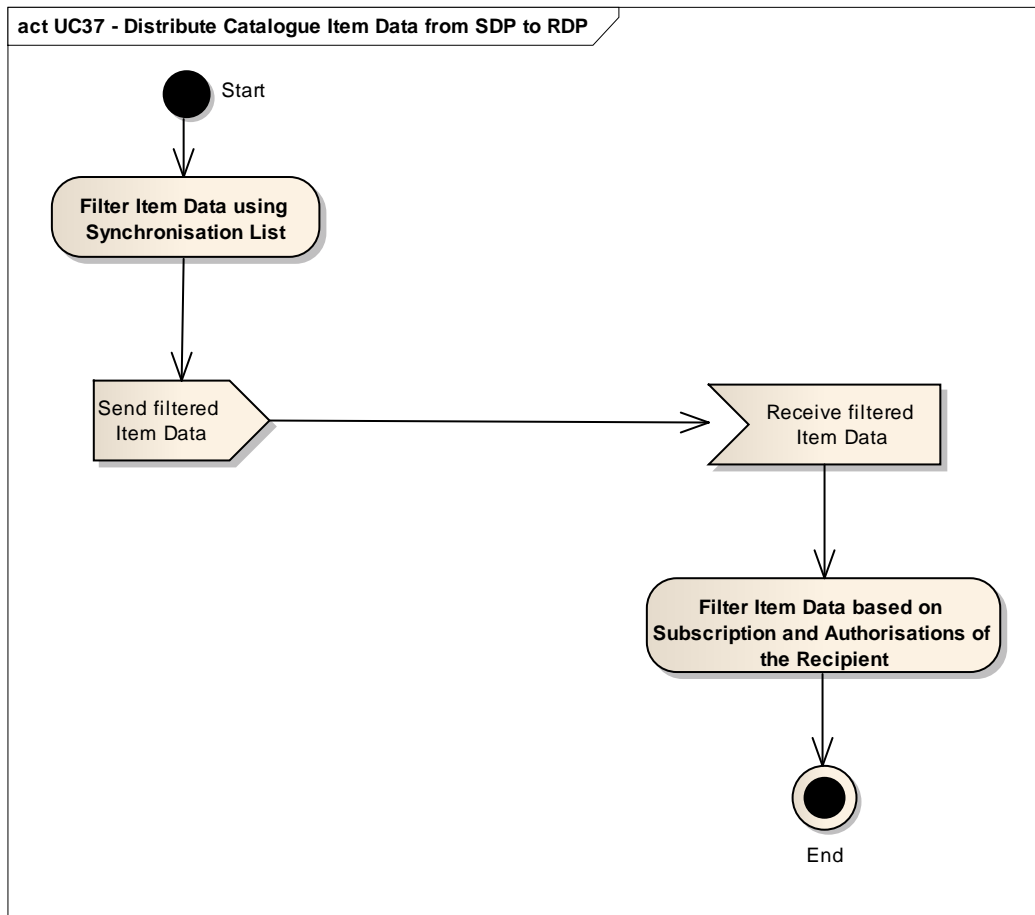 act UC37 - Distribute Catalogue Item Data from SDP to RDP
Start
Filter Item Data using
Synchronisation List
Send filtered
Item Data
Receive filtered
Item Data
Filter Item Data based on
Subscription and Authorisations of
the Recipient
End